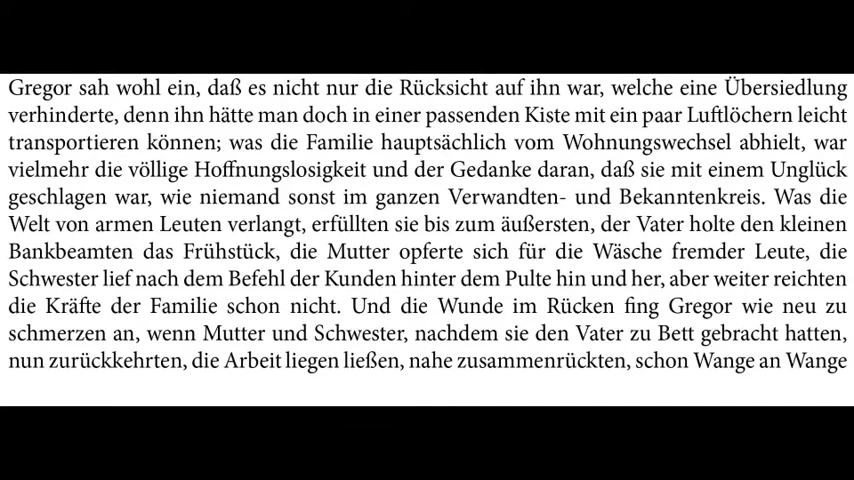 Gregor sah wohl ein, daß es nicht nur die Rücksicht auf ihn war, welche eine Übersiedlung
verhinderte, denn ihn hätte man doch in einer passenden Kiste mit ein paar Luftlöchern leicht
transportieren können; was die Familie hauptsächlich vom Wohnungswechsel abhielt, war
vielmehr die völlige Hoffnungslosigkeit und der Gedanke daran, daß sie mit einem Unglück
geschlagen war, wie niemand sonst im ganzen Verwandten- und Bekanntenkreis. Was die
Welt von armen Leuten verlangt, erfüllten sie bis zum äußersten, der Vater holte den kleinen
Bankbeamten das Frühstück, die Mutter opferte sich für die Wäsche fremder Leute, die
Schwester lief nach dem Befehl der Kunden hinter dem Pulte hin und her, aber weiter reichten
die Kräfte der Familie schon nicht. Und die Wunde im Rücken fing Gregor wie neu zu
schmerzen an, wenn Mutter und Schwester, nachdem sie den Vater zu Bett gebracht hatten,
nun zurückkehrten, die Arbeit liegen ließen, nahe zusammenrückten, schon Wange an Wange